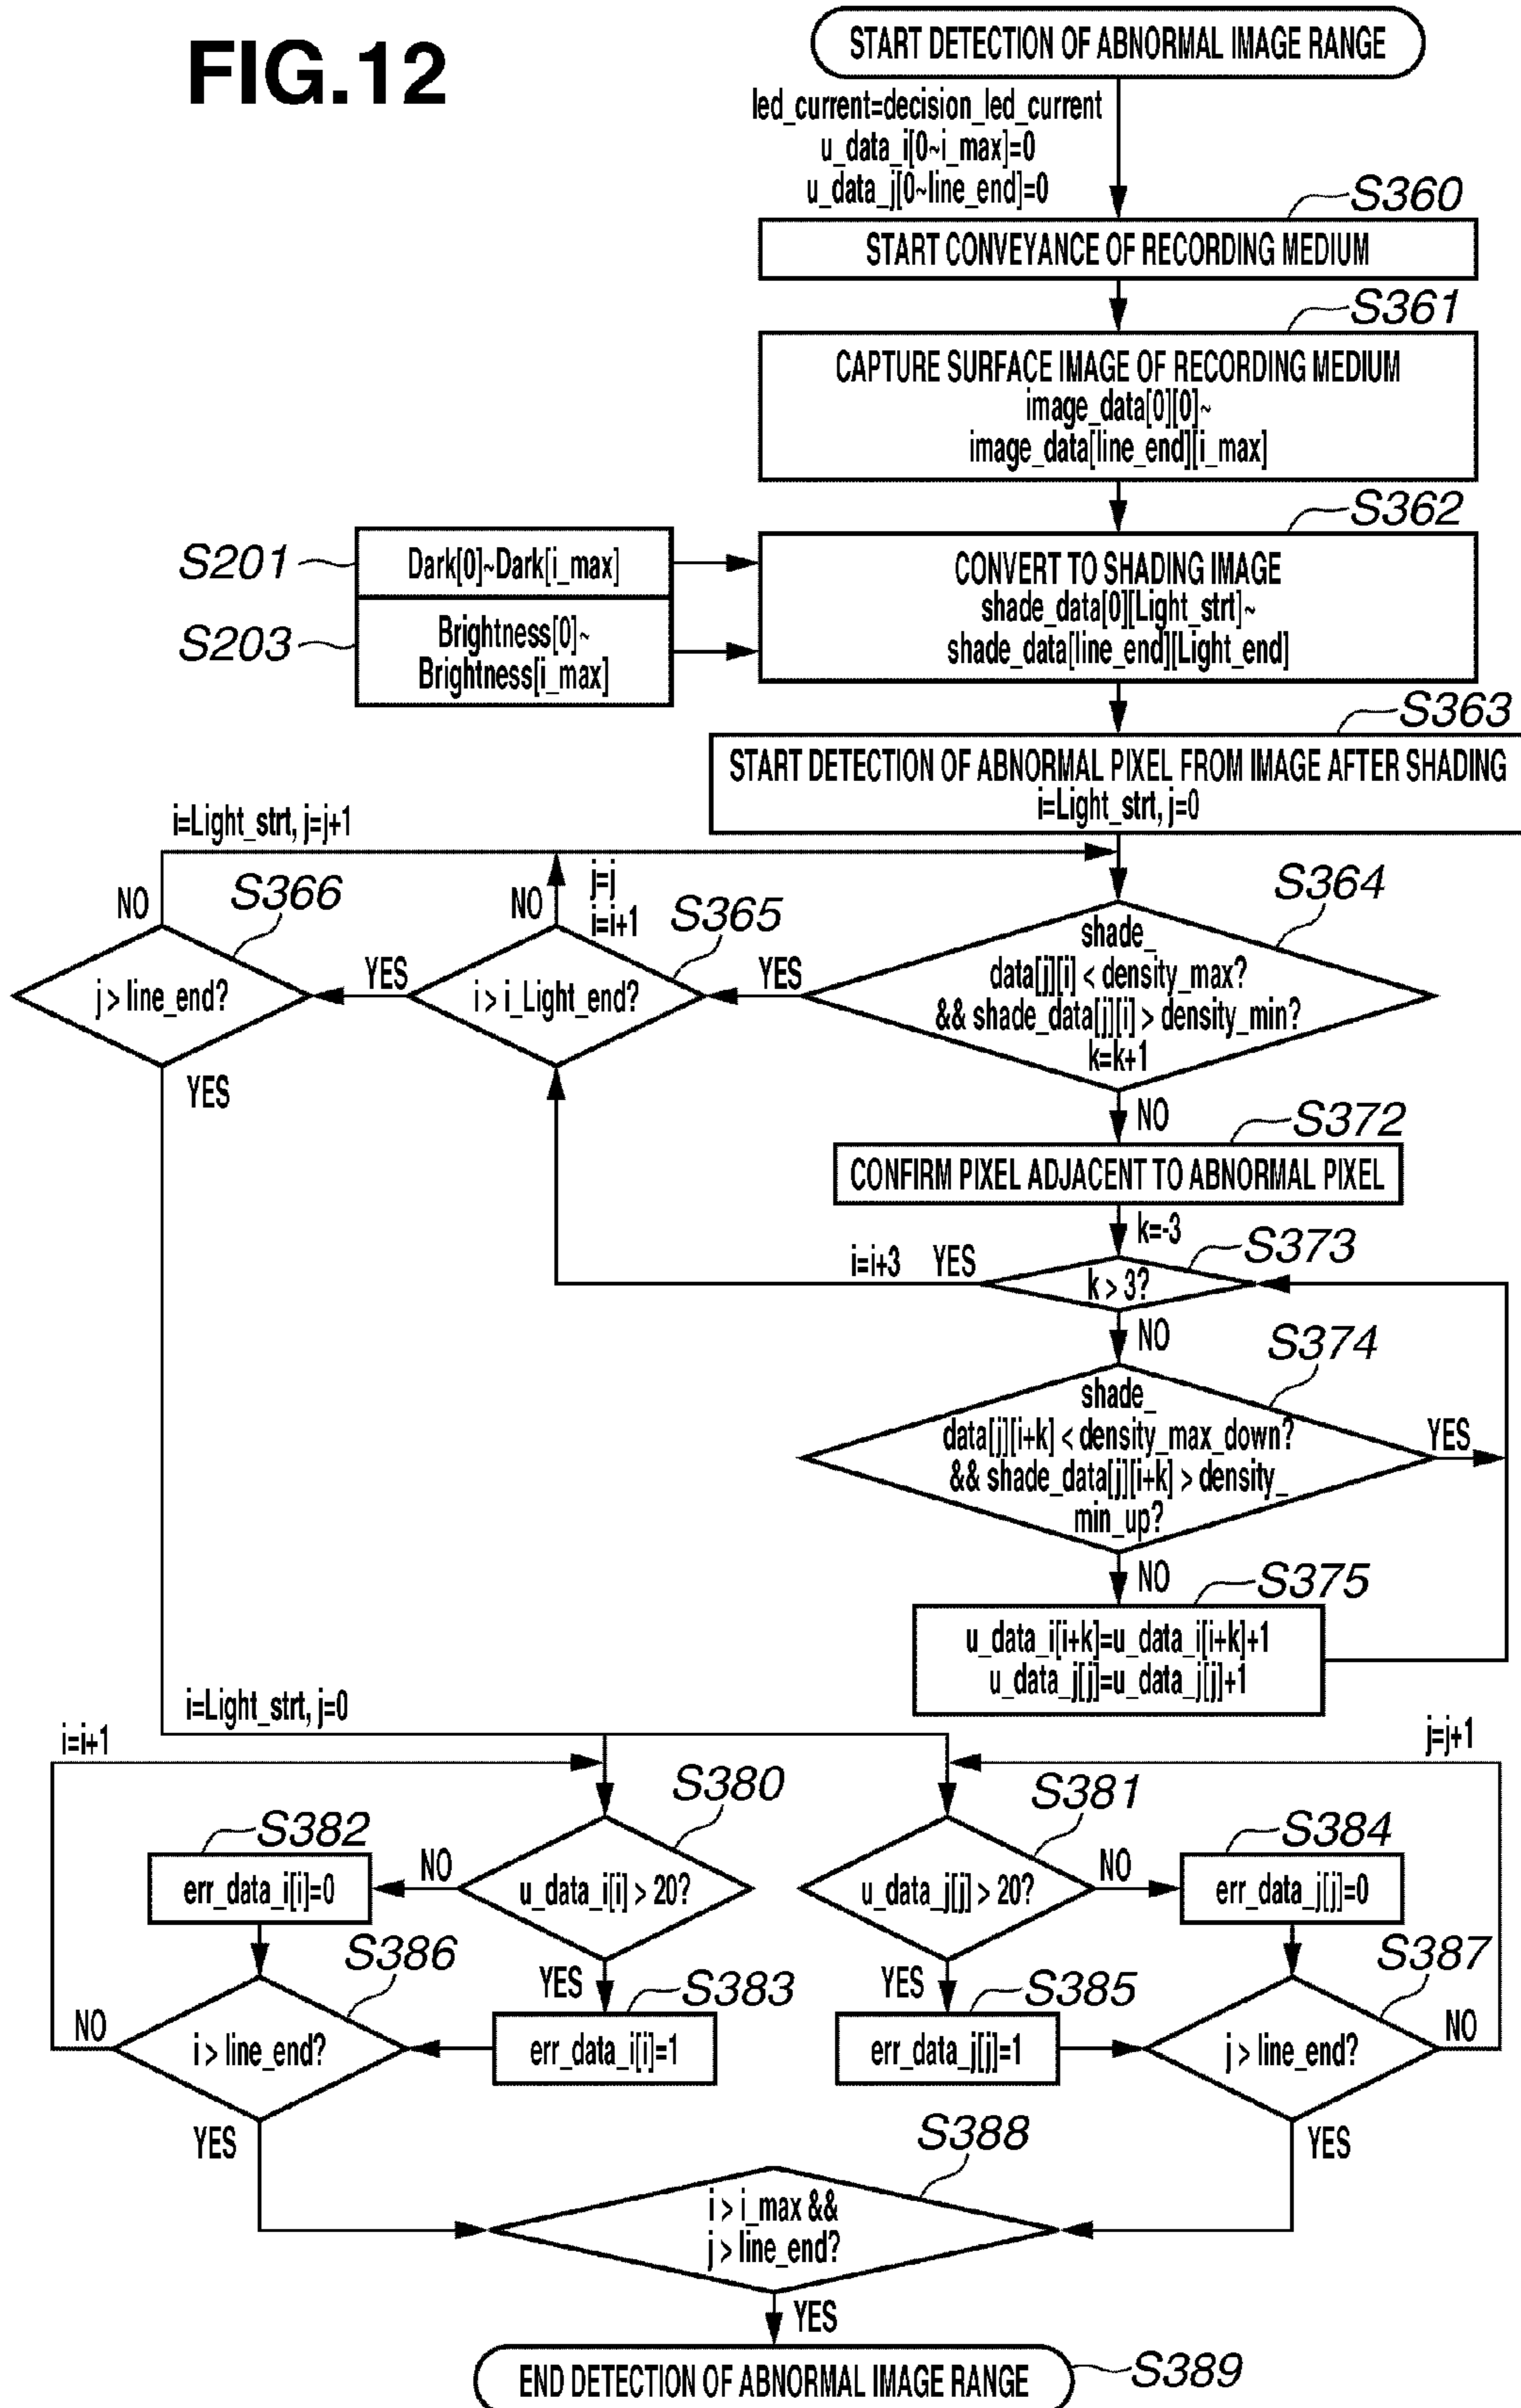 FIG.12
START DETECTION OF ABNORMAL IMAGE RANGE
led_current=decision_led_current
u_data_i[0~i_max]=0
u_data_j[0~line_end]=0
S360
START CONVEYANCE OF RECORDING MEDIUM
S361
CAPTURE SURFACE IMAGE OF RECORDING MEDIUM
image_data[0][0]~
image_data[line_end][i_max]
S362
S201
Dark[0]~Dark[i_max]
S203
Brightness[0]~
Brightness[i_max]
CONVERT TO SHADING IMAGE
shade_data[0][Light_strt]~
shade_data[line_end][Light_end]
S363
START DETECTION OF ABNORMAL PIXEL FROM IMAGE AFTER SHADING
i=Light_strt, j=0
i=Light_strt, j=j+1
NO
S366
NO
j=j
i=i+1
S365
S364
j > line_end?
YES
i > i_Light_end?
YES
shade_
data[j][i] < density_max?
&& shade_data[j][i] > density_min?
k=k+1
YES
NO
S372
CONFIRM PIXEL ADJACENT TO ABNORMAL PIXEL
k=-3
S373
i=i+3
YES
k > 3?
NO
S374
shade_
data[j][i+k] < density_max_down?
&& shade_data[j][i+k] > density_
min_up?
YES
NO
S375
u_data_i[i+k]=u_data_i[i+k]+1
u_data_j[j]=u_data_j[j]+1
i=Light_strt, j=0
i=i+1
j=j+1
S380
S381
S382
S384
err_data_i[i]=0
NO
u_data_i[i] > 20?
u_data_j[j] > 20?
NO
err_data_j[j]=0
S386
YES
S383
YES
S385
S387
NO
i > line_end?
err_data_i[i]=1
err_data_j[j]=1
j > line_end?
NO
YES
S388
YES
i > i_max &&
j > line_end?
YES
END DETECTION OF ABNORMAL IMAGE RANGE
S389